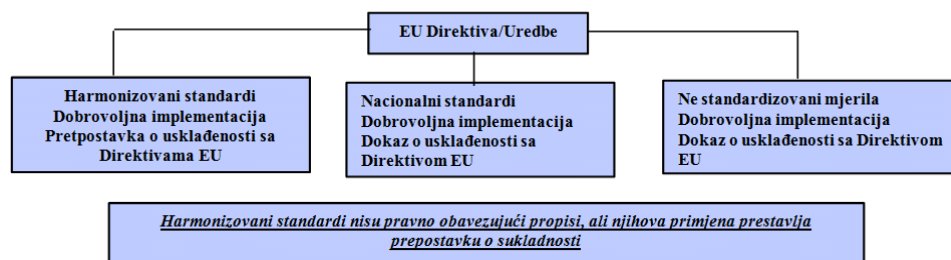 EU Direktiva/Uredbe
Harmonizovani standardi
Dobrovoljna implementacija
Pretpostavka o usklađenosti sa
Direktivama EU
Nacionalni standardi
Dobrovoljna implementacija
Dokaz o usklađenosti sa
Direktivom EU
Ne standardizovani mjerila
Dobrovoljna implementacija
Dokaz o usklađenosti sa Direktivom
EU
Harmonizovani standardi nisu pravno obavezujući propisi, ali njihova primjena prestavlja
prepostavku o sukladnosti